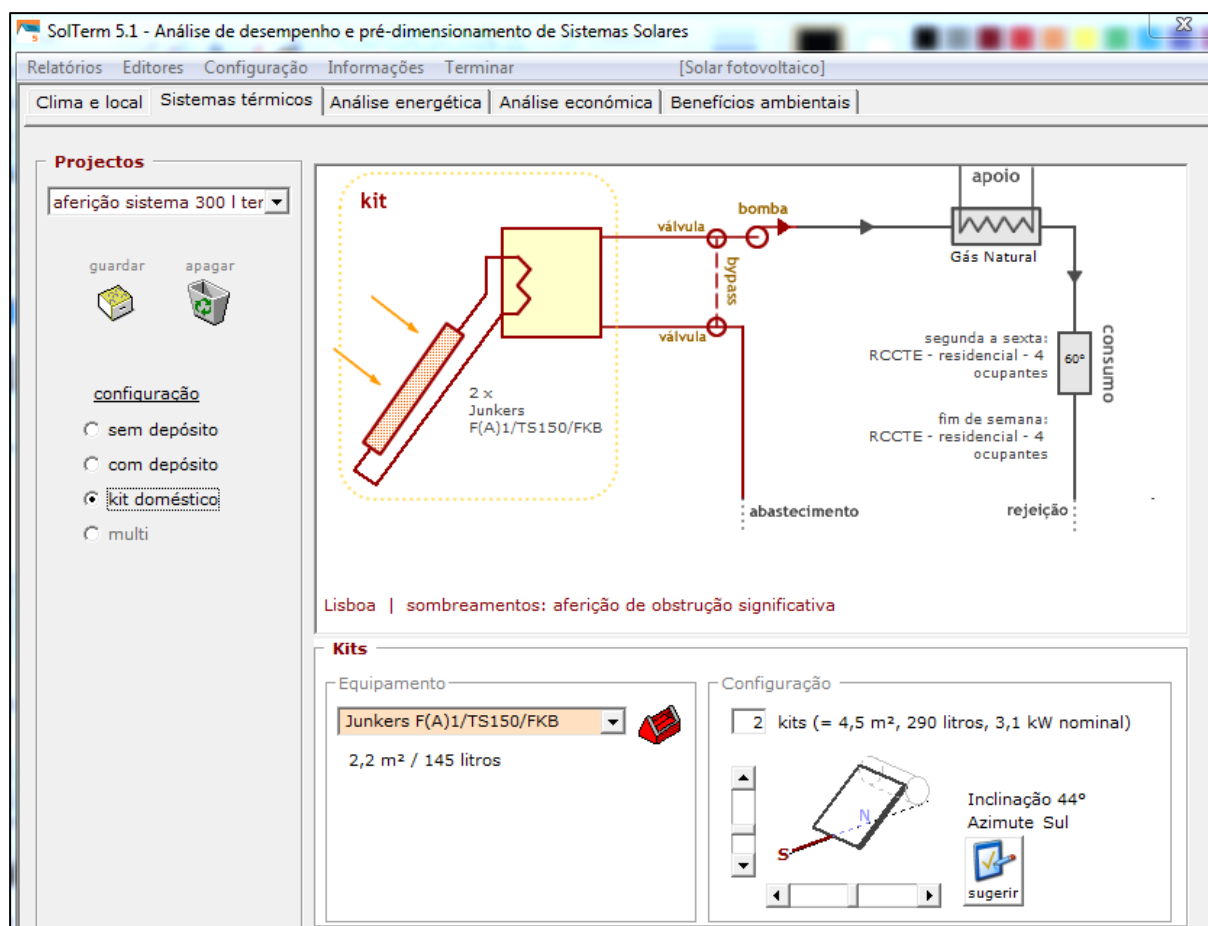 SolTerm 5.1 - Análise de desempenho e pré-dimensionamento de Sistemas Solares
Relatórios Editores Configuração Informações Terminar [Solar fotovoltaico]
Clima e local Sistemas térmicos Análise energética Análise económica Benefícios ambientais
Projectos
aferição sistema 300 l ter
guardar apagar
configuração
sem depósito
com depósito
kit doméstico
multi
kit
2 x
Junkers
F(A)1/TS150/FKB
válvula
bomba
bypass
válvula
abastecimento
apoio
Gás Natural
segunda a sexta:
RCCTE - residencial - 4
ocupantes
60°
consumo
fim de semana:
RCCTE - residencial - 4
ocupantes
rejeição
Lisboa | sombreamentos: aferição de obstrução significativa
Kits
Equipamento
Junkers F(A)1/TS150/FKB
2,2 m² / 145 litros
Configuração
2 kits (= 4,5 m², 290 litros, 3,1 kW nominal)
N
S
Inclinação 44°
Azimute Sul
sugerir